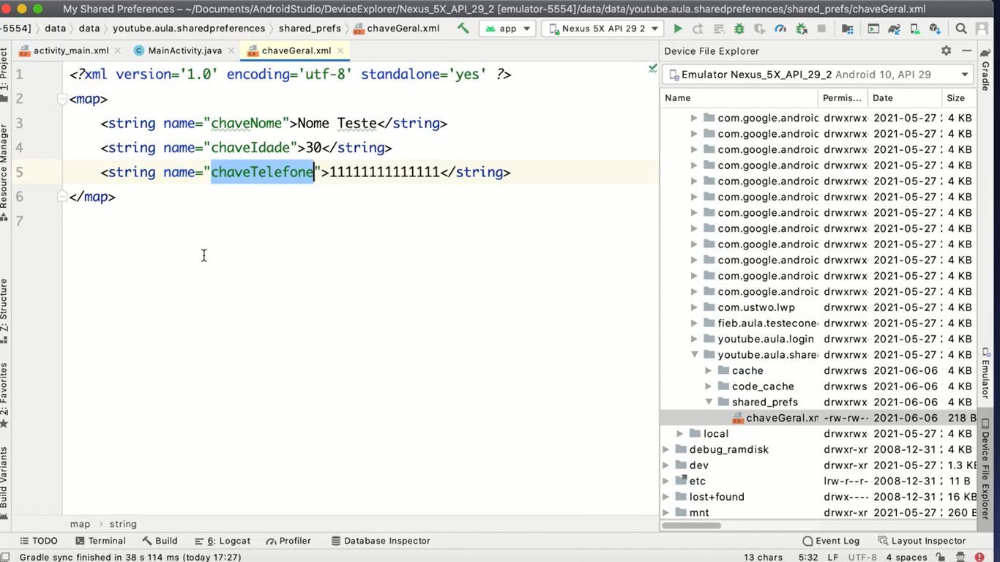 My Shared Preferences – ~/Documents/AndroidStudio/DeviceExplorer/Nexus_5X_API_29_2 [emulator-5554]/data/data/youtube.aula.sharedpreferences/shared_prefs/chaveGeral.xml
-5554] data data youtube.aula.sharedpreferences shared_prefs chaveGeral.xml app Nexus 5X API 29 2
activity_main.xml MainActivity.java chaveGeral.xml
1 <?xml version='1.0' encoding='utf-8' standalone='yes' ?>
2 <map>
3 <string name="chaveNome">Nome Teste</string>
4 <string name="chaveIdade">30</string>
5 <string name="chaveTelefone">11111111111111</string>
6 </map>
7
map › string
1: Project
Resource Manager
7: Structure
2: Favorites
Build Variants
Device File Explorer
Emulator Nexus_5X_API_29_2 Android 10, API 29
Name Permis... Date Size
com.google.android drwxrwx 2021-05-27 4 KB
com.google.android drwxrwx 2021-05-27 4 KB
com.google.android drwxrwx 2021-05-27 4 KB
com.google.android drwxrwx 2021-05-27 4 KB
com.google.android drwxrwx 2021-05-27 4 KB
com.google.android drwxrwx 2021-05-27 4 KB
com.google.android drwxrwx 2021-05-27 4 KB
com.google.android drwxrwx 2021-05-27 4 KB
com.google.android drwxrwx 2021-05-27 4 KB
com.google.android drwxrwx 2021-05-27 4 KB
com.google.android drwxrwx 2021-05-27 4 KB
com.google.android drwxrwx 2021-05-27 4 KB
com.ustwo.lwp drwxrwx 2021-05-27 4 KB
fieb.aula.testecone drwxrwx 2021-05-27 4 KB
youtube.aula.login drwxrwx 2021-05-27 4 KB
youtube.aula.share drwxrwx 2021-05-27 4 KB
cache drwxrws 2021-06-06 4 KB
code_cache drwxrws 2021-06-06 4 KB
shared_prefs drwxrwx 2021-06-06 4 KB
chaveGeral.xm -rw-rw-- 2021-06-06 218 B
local drwxrwx 2021-05-27 4 KB
debug_ramdisk drwxr-xr 2008-12-31 4 KB
dev drwxr-xr 2021-05-27 1.3 KB
etc lrw-r--r- 2008-12-31 11 B
lost+found drwx---- 2008-12-31 16 KB
mnt drwxr-xr 2021-05-27 260 B
Gradle
Emulator
Device File Explorer
TODO Terminal Build 6: Logcat Profiler Database Inspector Event Log Layout Inspector
Gradle sync finished in 38 s 114 ms (today 17:27) 13 chars 5:32 LF UTF-8 4 spaces